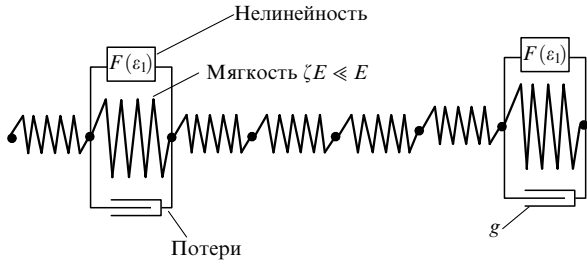 Нелинейность
F(ε₁)
F(ε₁)
Мягкость ζE ≪ E
Потери
g